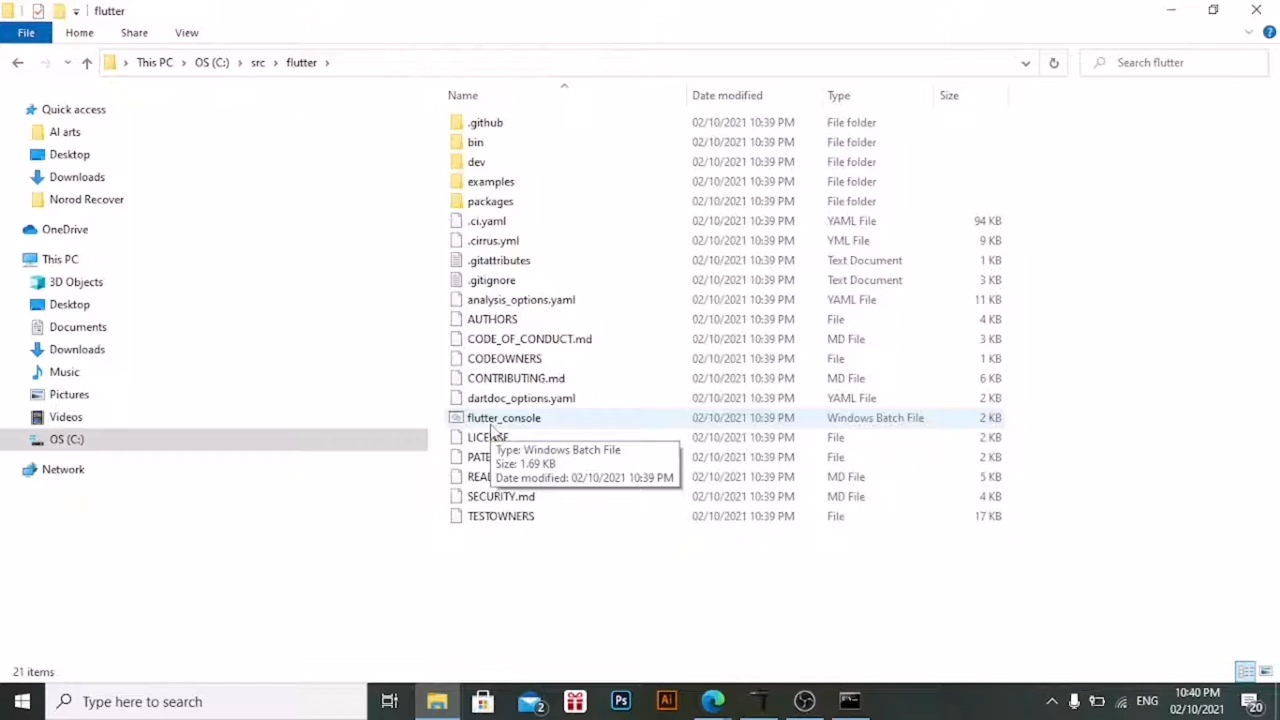 flutter
File Home Share View
This PC OS (C:) src flutter Search flutter
Name Date modified Type Size
Quick access
AI arts
Desktop
Downloads
Norod Recover
OneDrive
This PC
3D Objects
Desktop
Documents
Downloads
Music
Pictures
Videos
OS (C:)
Network
.github 02/10/2021 10:39 PM File folder
bin 02/10/2021 10:39 PM File folder
dev 02/10/2021 10:39 PM File folder
examples 02/10/2021 10:39 PM File folder
packages 02/10/2021 10:39 PM File folder
.ci.yaml 02/10/2021 10:39 PM YAML File 94 KB
.cirrus.yml 02/10/2021 10:39 PM YML File 9 KB
.gitattributes 02/10/2021 10:39 PM Text Document 1 KB
.gitignore 02/10/2021 10:39 PM Text Document 3 KB
analysis_options.yaml 02/10/2021 10:39 PM YAML File 11 KB
AUTHORS 02/10/2021 10:39 PM File 4 KB
CODE_OF_CONDUCT.md 02/10/2021 10:39 PM MD File 3 KB
CODEOWNERS 02/10/2021 10:39 PM File 1 KB
CONTRIBUTING.md 02/10/2021 10:39 PM MD File 6 KB
dartdoc_options.yaml 02/10/2021 10:39 PM YAML File 2 KB
flutter_console 02/10/2021 10:39 PM Windows Batch File 2 KB
LICENSE 02/10/2021 10:39 PM File 2 KB
PATE 02/10/2021 10:39 PM File 2 KB
READ 02/10/2021 10:39 PM MD File 5 KB
SECURITY.md 02/10/2021 10:39 PM MD File 4 KB
TESTOWNERS 02/10/2021 10:39 PM File 17 KB
Type: Windows Batch File
Size: 1.69 KB
Date modified: 02/10/2021 10:39 PM
21 items
Type here to search
2
Ps
Ai
ENG
10:40 PM
02/10/2021
20